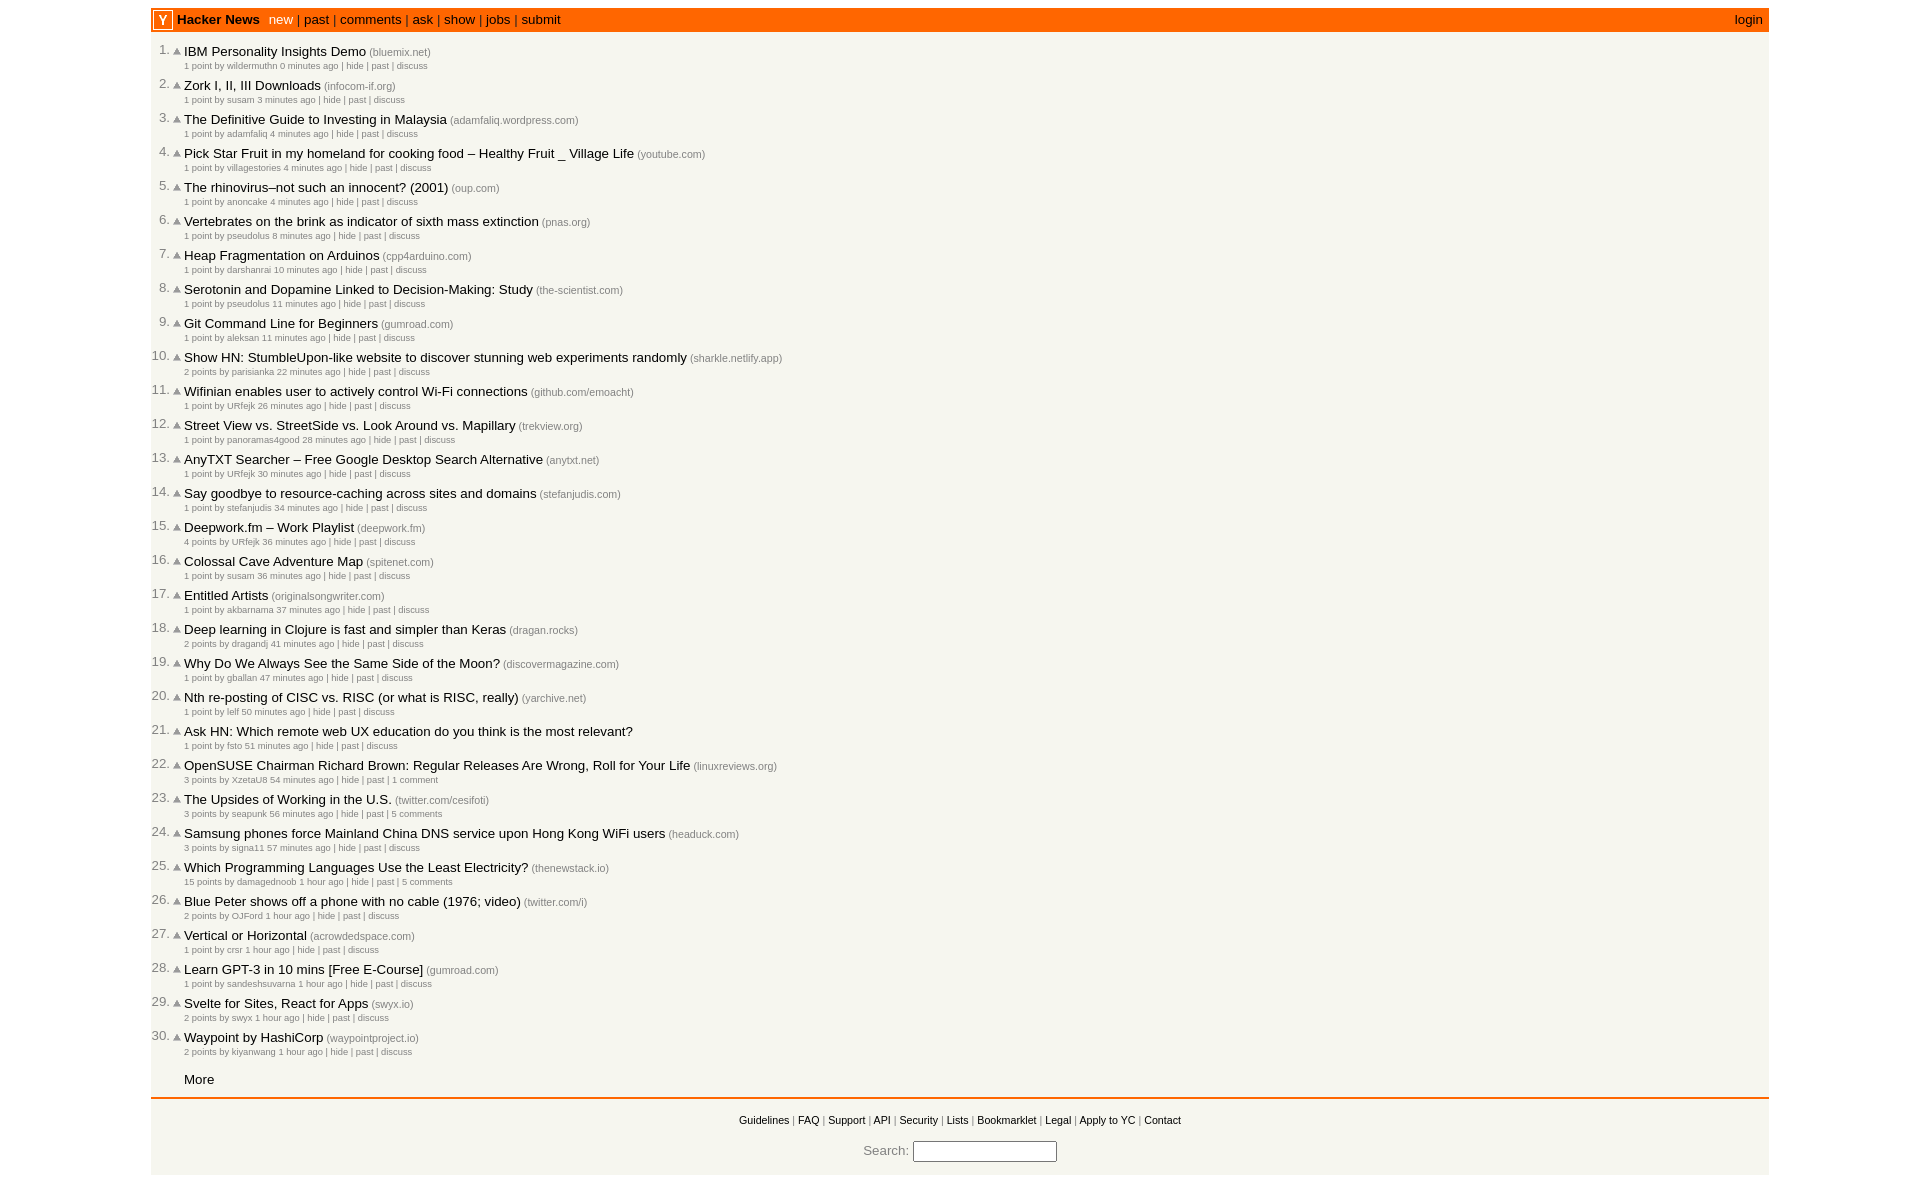 Y Hacker News new | past | comments | ask | show | jobs | submit login
1. IBM Personality Insights Demo (bluemix.net)
1 point by wildermuthn 0 minutes ago | hide | past | discuss
2. Zork I, II, III Downloads (infocom-if.org)
1 point by susam 3 minutes ago | hide | past | discuss
3. The Definitive Guide to Investing in Malaysia (adamfaliq.wordpress.com)
1 point by adamfaliq 4 minutes ago | hide | past | discuss
4. Pick Star Fruit in my homeland for cooking food – Healthy Fruit _ Village Life (youtube.com)
1 point by villagestories 4 minutes ago | hide | past | discuss
5. The rhinovirus–not such an innocent? (2001) (oup.com)
1 point by anoncake 4 minutes ago | hide | past | discuss
6. Vertebrates on the brink as indicator of sixth mass extinction (pnas.org)
1 point by pseudolus 8 minutes ago | hide | past | discuss
7. Heap Fragmentation on Arduinos (cpp4arduino.com)
1 point by darshanrai 10 minutes ago | hide | past | discuss
8. Serotonin and Dopamine Linked to Decision-Making: Study (the-scientist.com)
1 point by pseudolus 11 minutes ago | hide | past | discuss
9. Git Command Line for Beginners (gumroad.com)
1 point by aleksan 11 minutes ago | hide | past | discuss
10. Show HN: StumbleUpon-like website to discover stunning web experiments randomly (sharkle.netlify.app)
2 points by parisianka 22 minutes ago | hide | past | discuss
11. Wifinian enables user to actively control Wi-Fi connections (github.com/emoacht)
1 point by URfejk 26 minutes ago | hide | past | discuss
12. Street View vs. StreetSide vs. Look Around vs. Mapillary (trekview.org)
1 point by panoramas4good 28 minutes ago | hide | past | discuss
13. AnyTXT Searcher – Free Google Desktop Search Alternative (anytxt.net)
1 point by URfejk 30 minutes ago | hide | past | discuss
14. Say goodbye to resource-caching across sites and domains (stefanjudis.com)
1 point by stefanjudis 34 minutes ago | hide | past | discuss
15. Deepwork.fm – Work Playlist (deepwork.fm)
4 points by URfejk 36 minutes ago | hide | past | discuss
16. Colossal Cave Adventure Map (spitenet.com)
1 point by susam 36 minutes ago | hide | past | discuss
17. Entitled Artists (originalsongwriter.com)
1 point by akbarnama 37 minutes ago | hide | past | discuss
18. Deep learning in Clojure is fast and simpler than Keras (dragan.rocks)
2 points by dragandj 41 minutes ago | hide | past | discuss
19. Why Do We Always See the Same Side of the Moon? (discovermagazine.com)
1 point by gballan 47 minutes ago | hide | past | discuss
20. Nth re-posting of CISC vs. RISC (or what is RISC, really) (yarchive.net)
1 point by lelf 50 minutes ago | hide | past | discuss
21. Ask HN: Which remote web UX education do you think is the most relevant?
1 point by fsto 51 minutes ago | hide | past | discuss
22. OpenSUSE Chairman Richard Brown: Regular Releases Are Wrong, Roll for Your Life (linuxreviews.org)
3 points by XzetaU8 54 minutes ago | hide | past | 1 comment
23. The Upsides of Working in the U.S. (twitter.com/cesifoti)
3 points by seapunk 56 minutes ago | hide | past | 5 comments
24. Samsung phones force Mainland China DNS service upon Hong Kong WiFi users (headuck.com)
3 points by signa11 57 minutes ago | hide | past | discuss
25. Which Programming Languages Use the Least Electricity? (thenewstack.io)
15 points by damagednoob 1 hour ago | hide | past | 5 comments
26. Blue Peter shows off a phone with no cable (1976; video) (twitter.com/i)
2 points by OJFord 1 hour ago | hide | past | discuss
27. Vertical or Horizontal (acrowdedspace.com)
1 point by crsr 1 hour ago | hide | past | discuss
28. Learn GPT-3 in 10 mins [Free E-Course] (gumroad.com)
1 point by sandeshsuvarna 1 hour ago | hide | past | discuss
29. Svelte for Sites, React for Apps (swyx.io)
2 points by swyx 1 hour ago | hide | past | discuss
30. Waypoint by HashiCorp (waypointproject.io)
2 points by kiyanwang 1 hour ago | hide | past | discuss
More
Guidelines | FAQ | Support | API | Security | Lists | Bookmarklet | Legal | Apply to YC | Contact
Search: